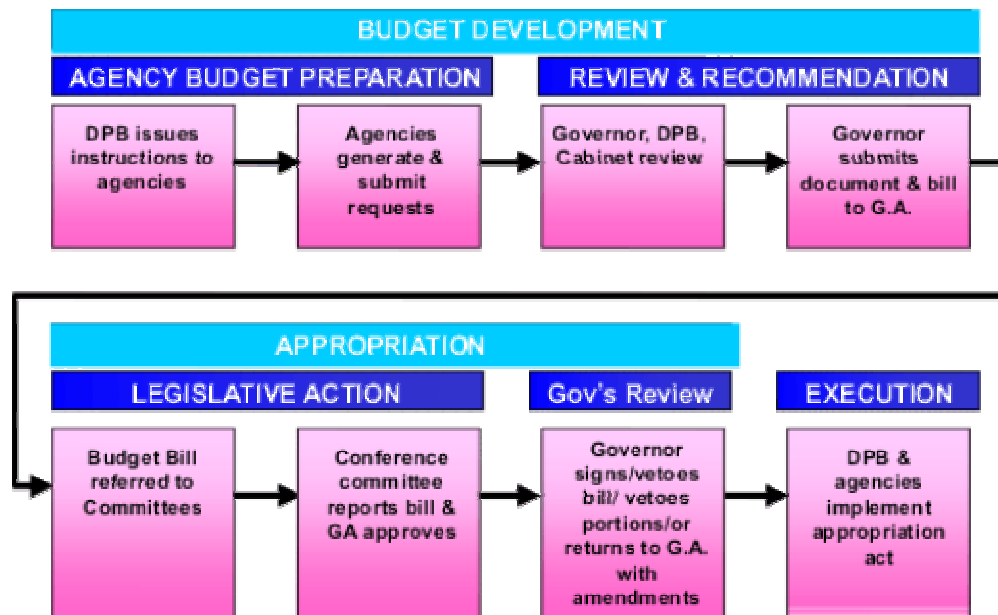 BUDGET DEVELOPMENT
AGENCY BUDGET PREPARATION
REVIEW & RECOMMENDATION
DPB issues
instructions to
agencies
Agencies
generate &
submit
requests
Governor, DPB,
Cabinet review
Governor
submits
document & bill
to G.A.
APPROPRIATION
LEGISLATIVE ACTION
Gov's Review
EXECUTION
Budget Bill
referred to
Committees
Conference
committee
reports bill &
GA approves
Governor
signs/vetoes
bill/ vetoes
portions/or
returns to G.A.
with
amendments
DPB &
agencies
implement
appropriation
act